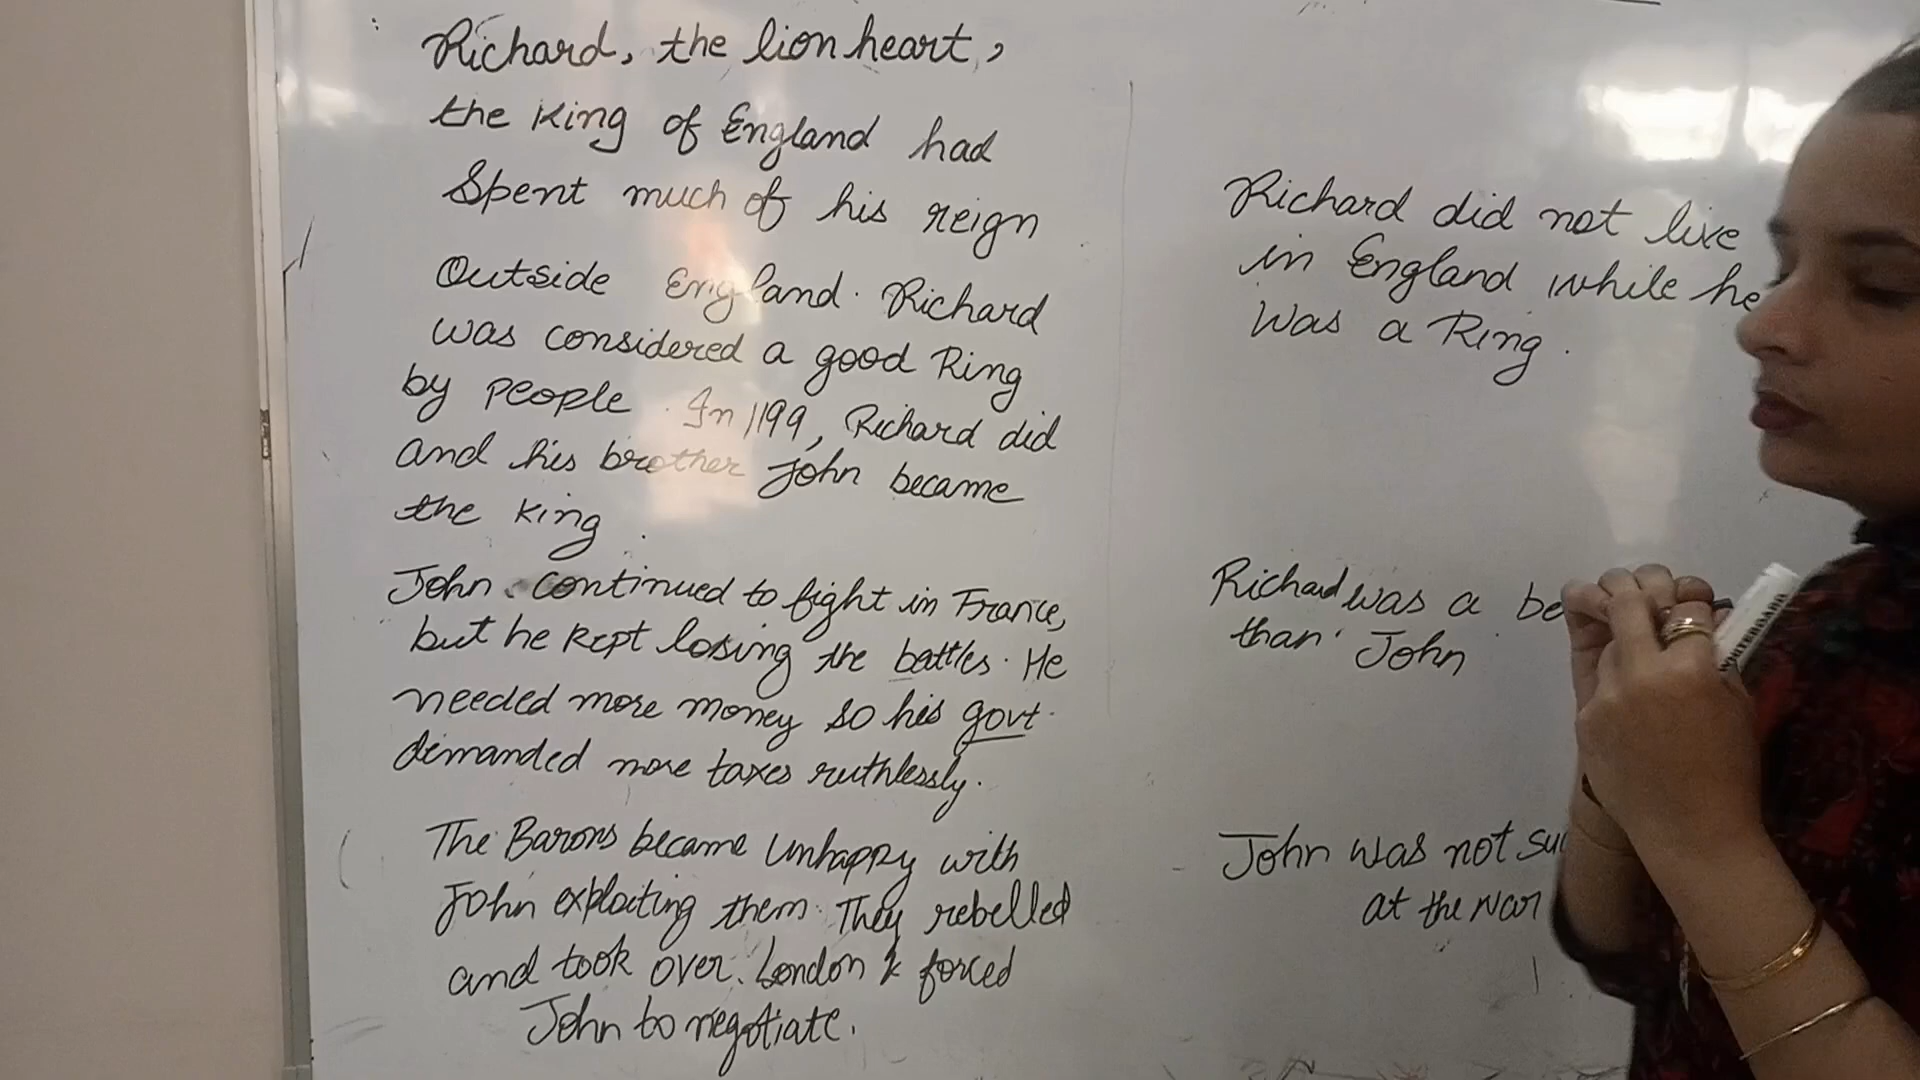 Richard, the lion heart,
the King of England had
Spent much of his reign
Outside England. Richard
was considered a good King
by people. In 1199, Richard did
and his brother John became
the King.
John continued to fight in France,
but he kept losing the battles. He
needed more money so his govt.
demanded more taxes ruthlessly.
The Barons became unhappy with
John exploiting them. They rebelled
and took over London & forced
John to negotiate.
Richard did not live
in England while he
was a King.
Richard was a
than John
John was not
at the war
WHITEBOARD